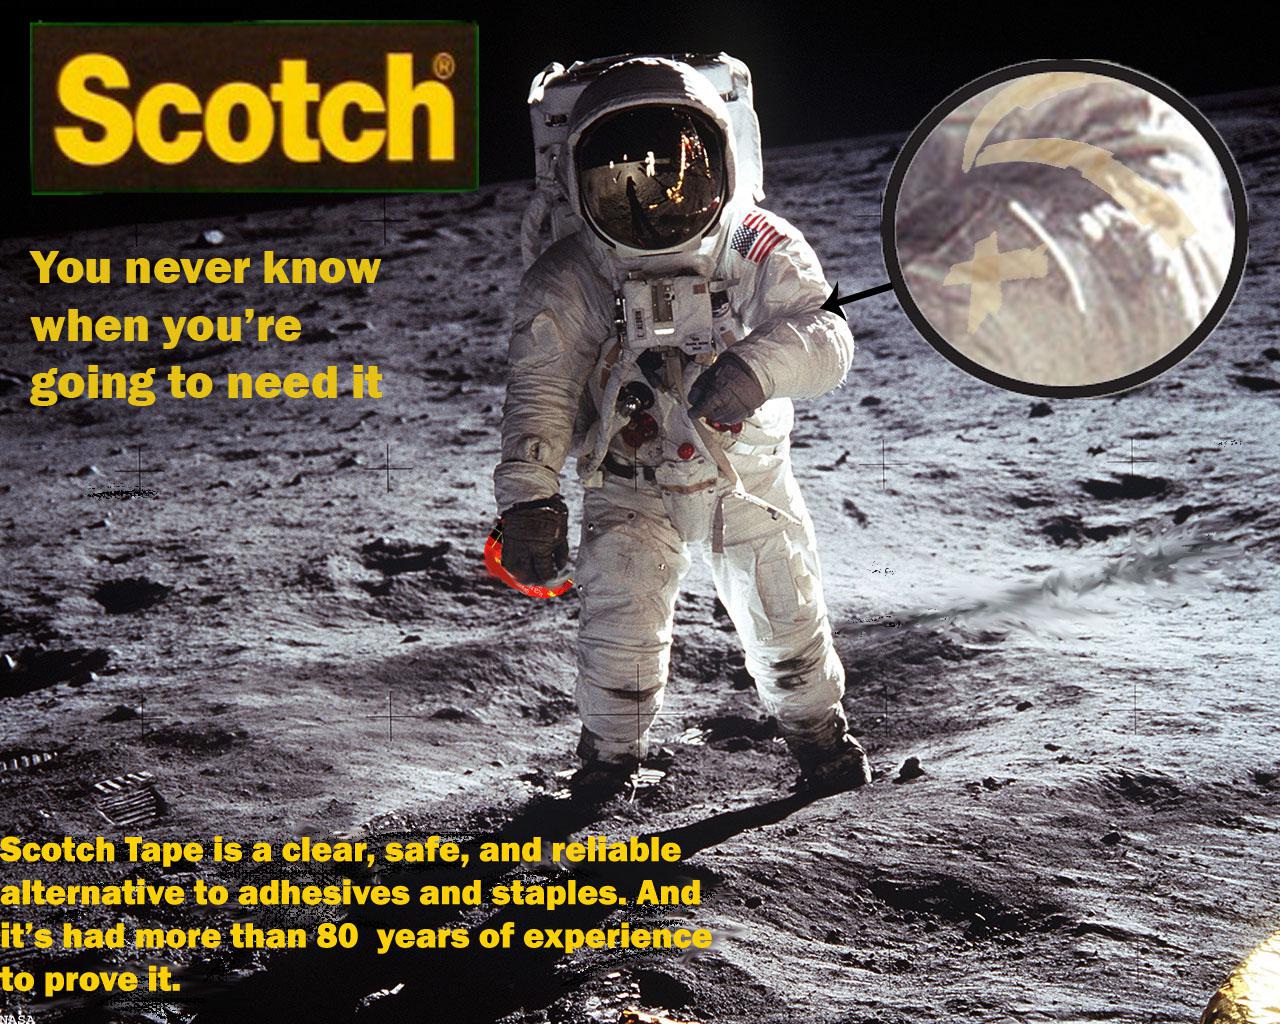 Scotch®
You never know
when you’re
going to need it
E. ALDRIN
Scotch Tape is a clear, safe, and reliable
alternative to adhesives and staples. And
it’s had more than 80  years of experience
to prove it.
NASA